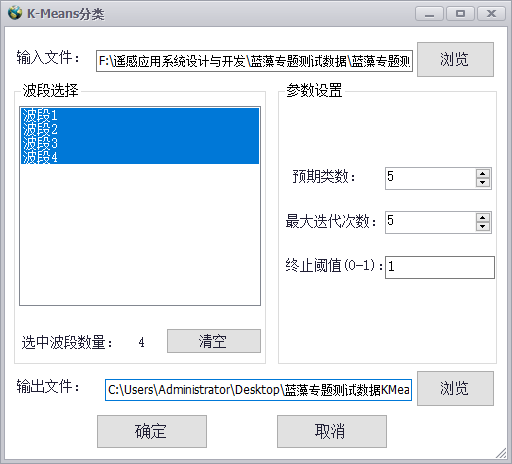 K-Means分类
输入文件： F:\遥感应用系统设计与开发\蓝藻专题测试数据\蓝藻专题测 浏览
波段选择
波段1
波段2
波段3
波段4
选中波段数量： 4 清空
参数设置
预期类数： 5
最大迭代次数： 5
终止阈值(0-1)： 1
输出文件： C:\Users\Administrator\Desktop\蓝藻专题测试数据KMea 浏览
确定 取消